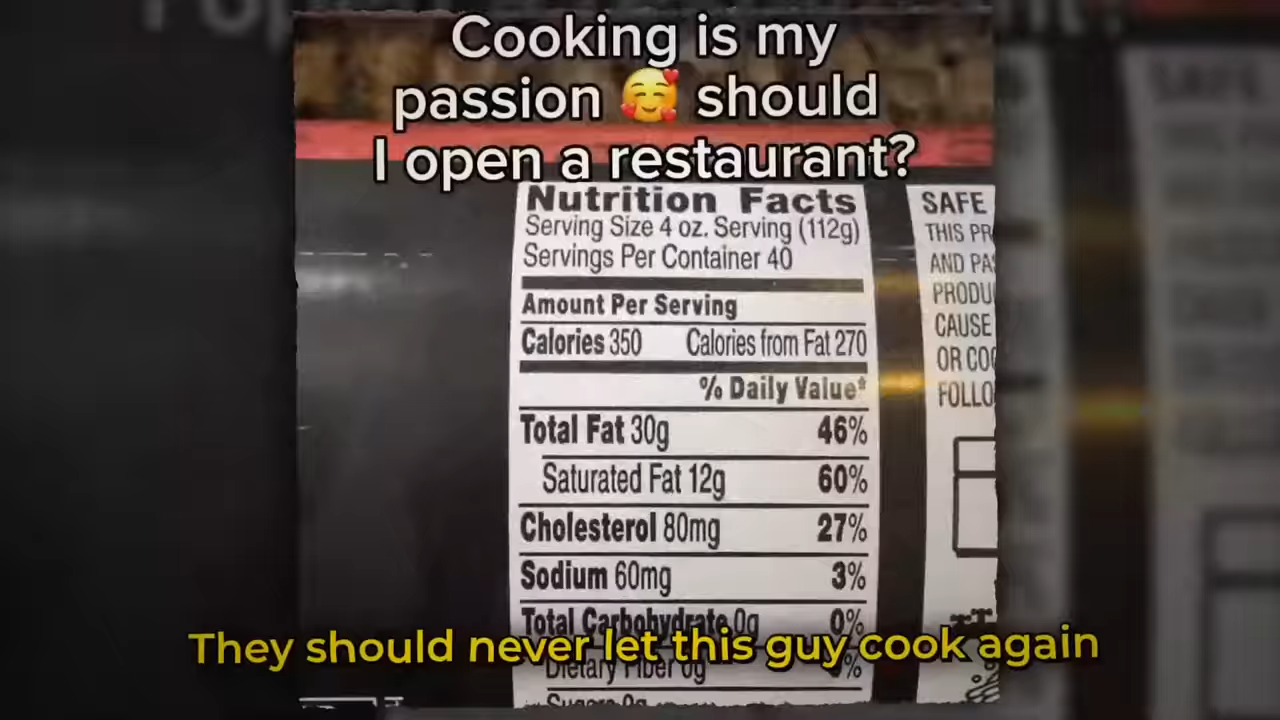 Cooking is my
passion 🥰 should
I open a restaurant?
Nutrition Facts
Serving Size 4 oz. Serving (112g)
Servings Per Container 40
Amount Per Serving
Calories 350 Calories from Fat 270
% Daily Value*
Total Fat 30g 46%
Saturated Fat 12g 60%
Cholesterol 80mg 27%
Sodium 60mg 3%
Total Carbohydrate 0g 0%
Dietary Fiber 0g %
Sugars 0g
SAFE
THIS PR
AND PA
PRODU
CAUSE
OR COO
FOLLO
They should never let this guy cook again